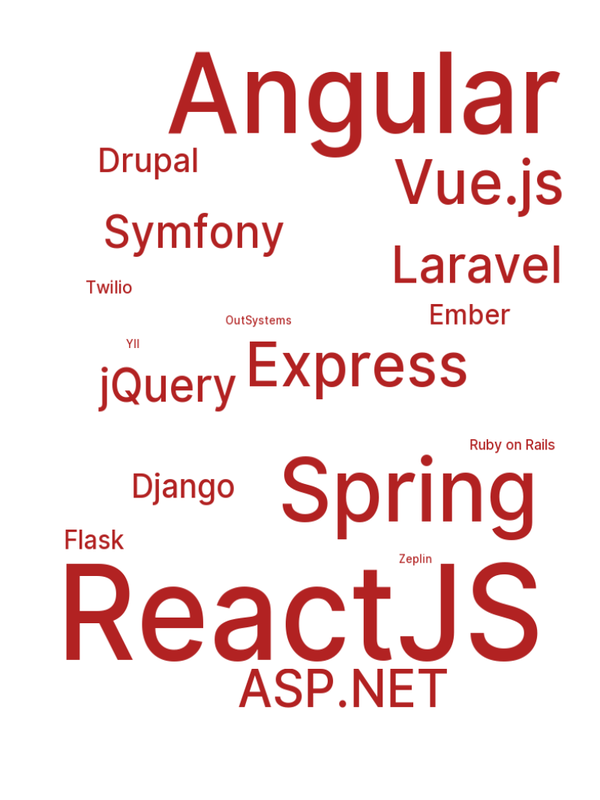 Angular
Drupal
Vue.js
Symfony
Laravel
Twilio
Ember
OutSystems
YII
Express
jQuery
Ruby on Rails
Django
Spring
Flask
Zeplin
ReactJS
ASP.NET